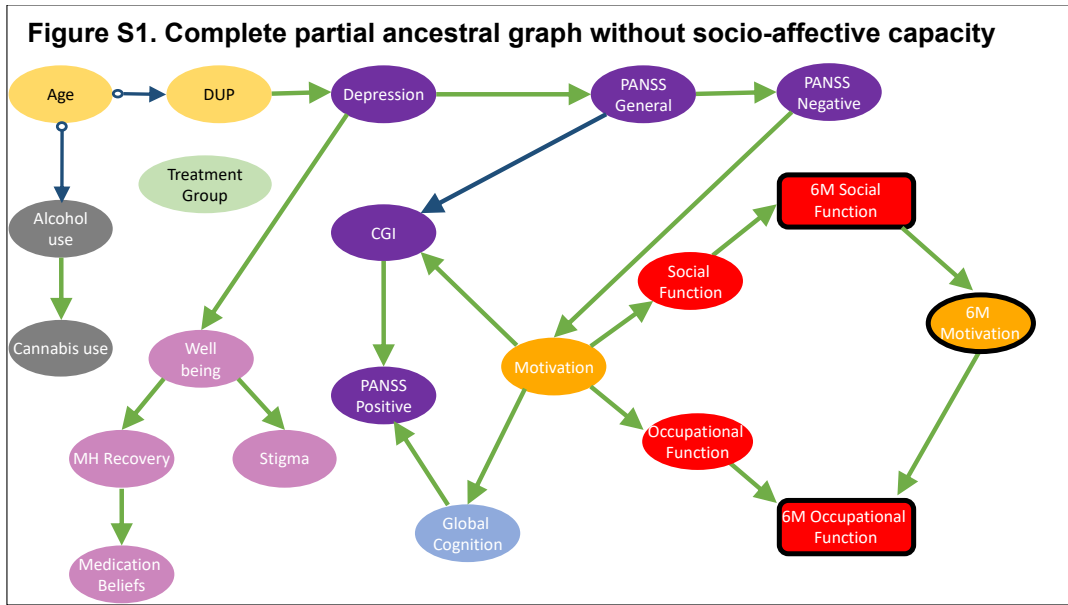 Figure S1. Complete partial ancestral graph without socio-affective capacity
Age
DUP
Depression
PANSS
General
PANSS
Negative
Treatment
Group
6M Social
Function
Alcohol
use
CGI
Social
Function
6M
Motivation
Cannabis use
Well
being
Motivation
PANSS
Positive
Occupational
Function
MH Recovery
Stigma
Global
Cognition
6M Occupational
Function
Medication
Beliefs